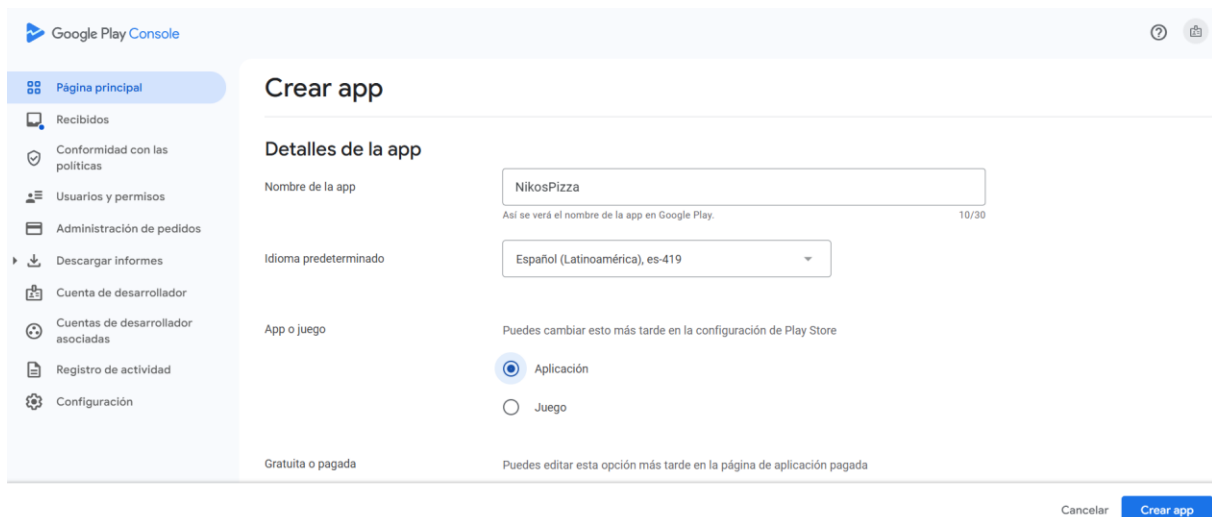 Google Play Console
Página principal
Recibidos
Conformidad con las
políticas
Usuarios y permisos
Administración de pedidos
Descargar informes
Cuenta de desarrollador
Cuentas de desarrollador
asociadas
Registro de actividad
Configuración
Crear app
Detalles de la app
Nombre de la app
NikosPizza
Así se verá el nombre de la app en Google Play.
10/30
Idioma predeterminado
Español (Latinoamérica), es-419
App o juego
Puedes cambiar esto más tarde en la configuración de Play Store
Aplicación
Juego
Gratuita o pagada
Puedes editar esta opción más tarde en la página de aplicación pagada
Cancelar
Crear app